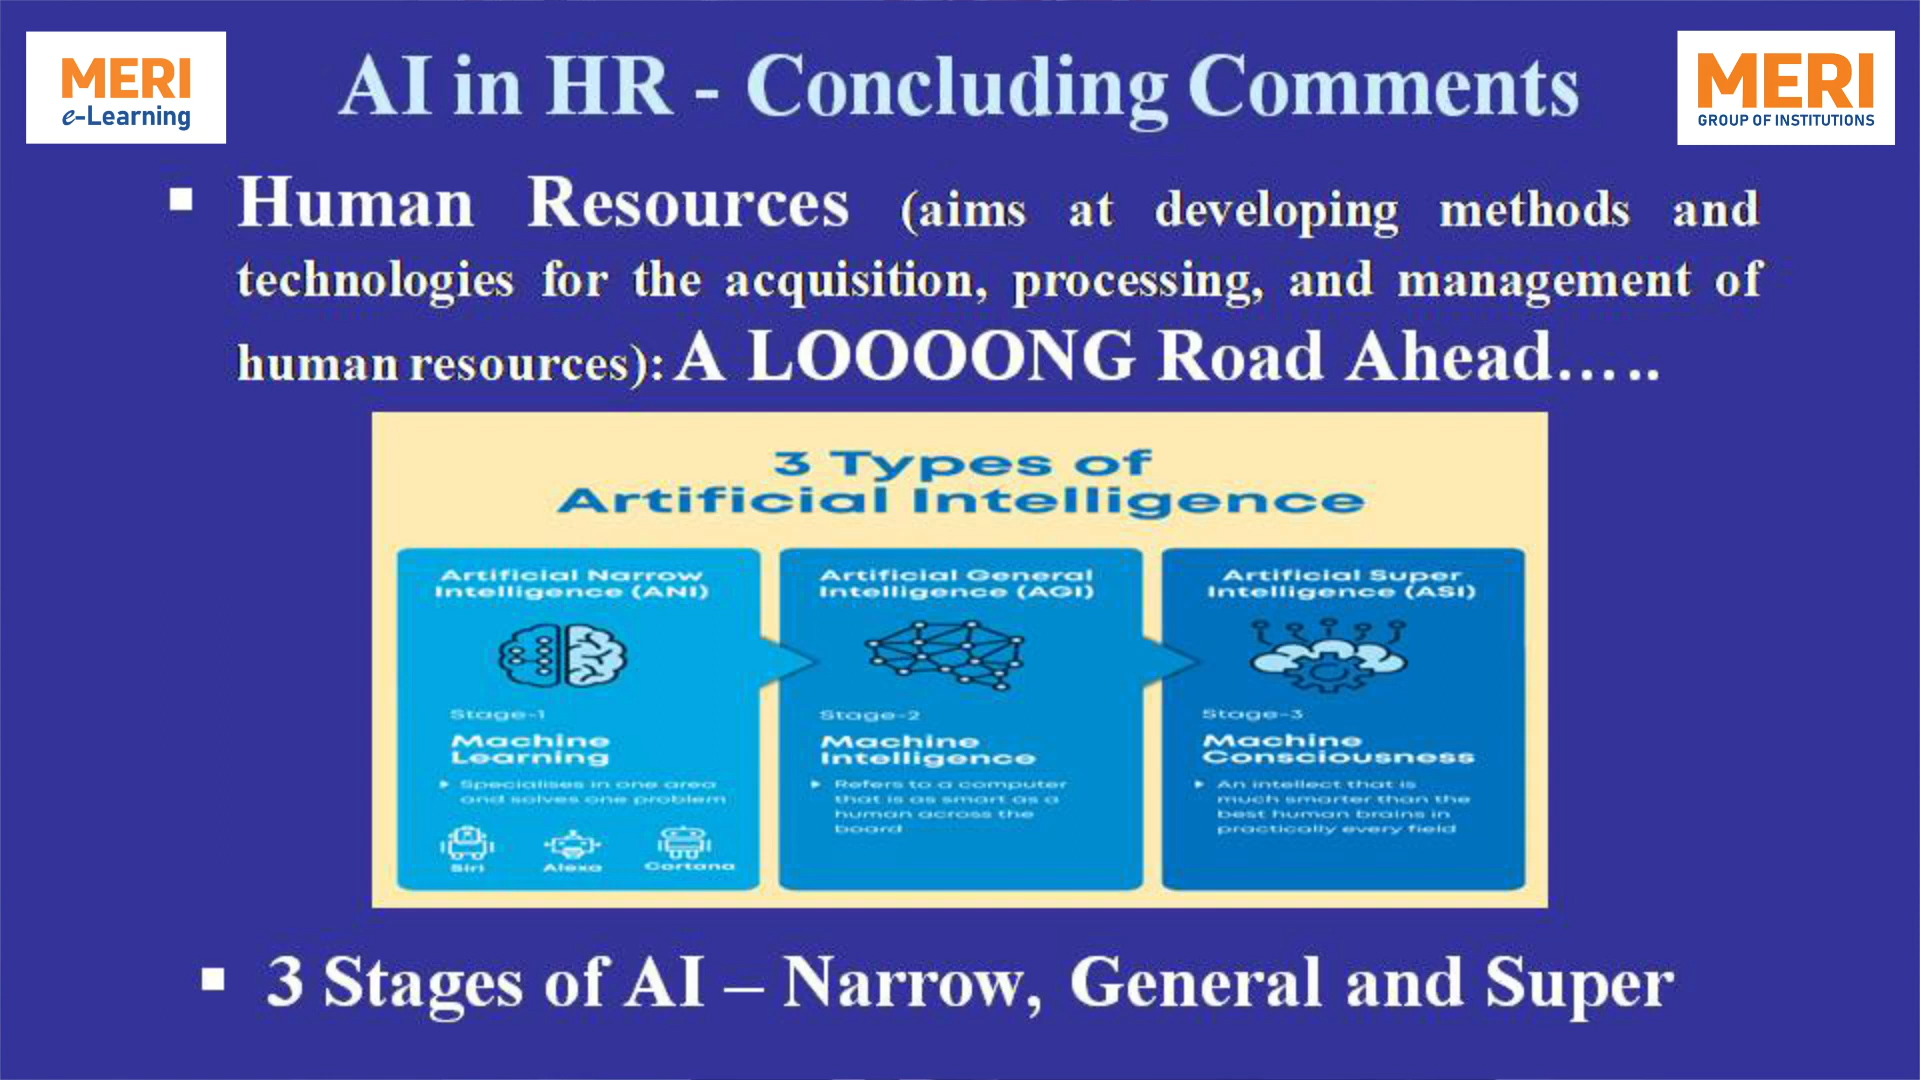 MERI
e-Learning
AI in HR - Concluding Comments
MERI
GROUP OF INSTITUTIONS
▪ Human Resources (aims at developing methods and
technologies for the acquisition, processing, and management of
human resources): A LOOOONG Road Ahead…..
3 Types of
Artificial Intelligence
Artificial Narrow
Intelligence (ANI)
Stage-1
Machine
Learning
Specialises in one area
and solves one problem
Siri
Alexa
Cortana
Artificial General
Intelligence (AGI)
Stage-2
Machine
Intelligence
Refers to a computer
that is as smart as a
human across the
board
Artificial Super
Intelligence (ASI)
Stage-3
Machine
Consciousness
An intellect that is
much smarter than the
best human brains in
practically every field
▪ 3 Stages of AI – Narrow, General and Super